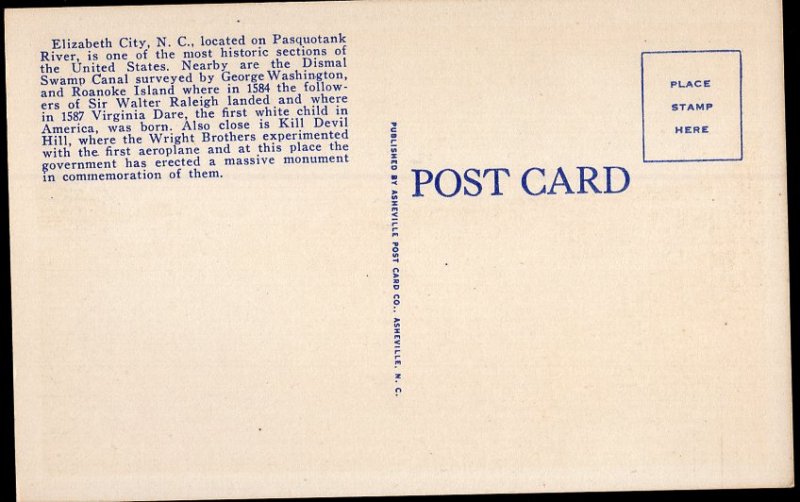 Elizabeth City, N. C., located on Pasquotank
River, is one of the most historic sections of
the United States. Nearby are the Dismal
Swamp Canal surveyed by George Washington,
and Roanoke Island where in 1584 the follow-
ers of Sir Walter Raleigh landed and where
in 1587 Virginia Dare, the first white child in
America, was born. Also close is Kill Devil
Hill, where the Wright Brothers experimented
with the first aeroplane and at this place the
government has erected a massive monument
in commemoration of them.
PUBLISHED BY ASHEVILLE POST CARD CO., ASHEVILLE, N. C.
POST CARD
PLACE
STAMP
HERE